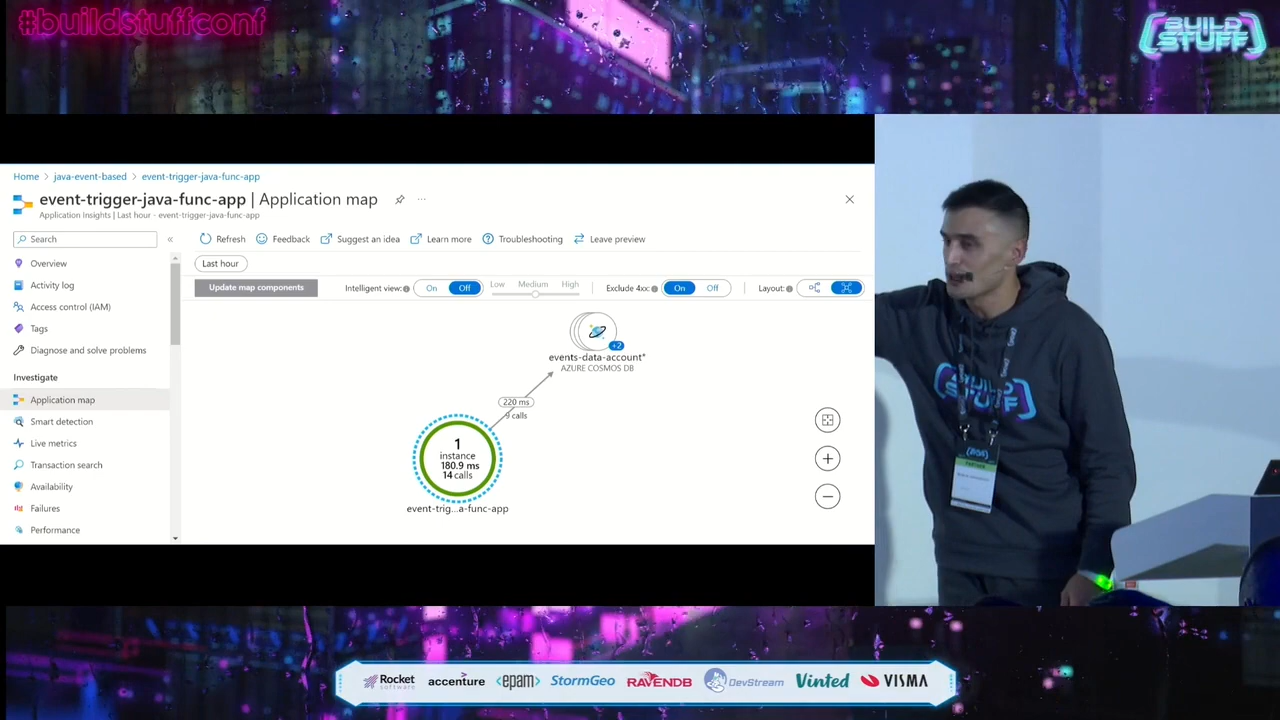 #buildstuffconf
BUILD
STUFF
Home > java-event-based > event-trigger-java-func-app
event-trigger-java-func-app | Application map
Application Insights | Last hour - event-trigger-java-func-app
Search
Refresh
Feedback
Suggest an idea
Learn more
Troubleshooting
Leave preview
Overview
Activity log
Access control (IAM)
Tags
Diagnose and solve problems
Investigate
Application map
Smart detection
Live metrics
Transaction search
Availability
Failures
Performance
Last hour
Update map components
Intelligent view:
On
Off
Low
Medium
High
Exclude 4xx:
On
Off
Layout:
+2
events-data-account*
AZURE COSMOS DB
220 ms
9 calls
1
instance
180.9 ms
14 calls
event-trig...a-func-app
BUILD
STUFF
PARTNER
Rocket
software
accenture
<epam>
StormGeo
RAVENDB
DevStream
Vinted
VISMA